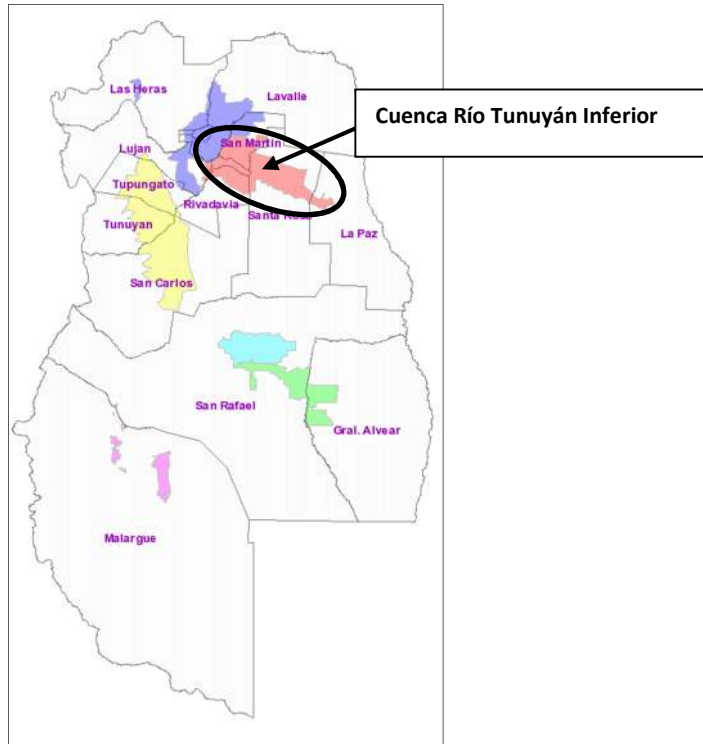 Las Heras
Lavalle
Cuenca Río Tunuyán Inferior
San Martin
Lujan
Tupungato
Rivadavia
Santa Rosa
Tunuyan
La Paz
San Carlos
San Rafael
Gral. Alvear
Malargue